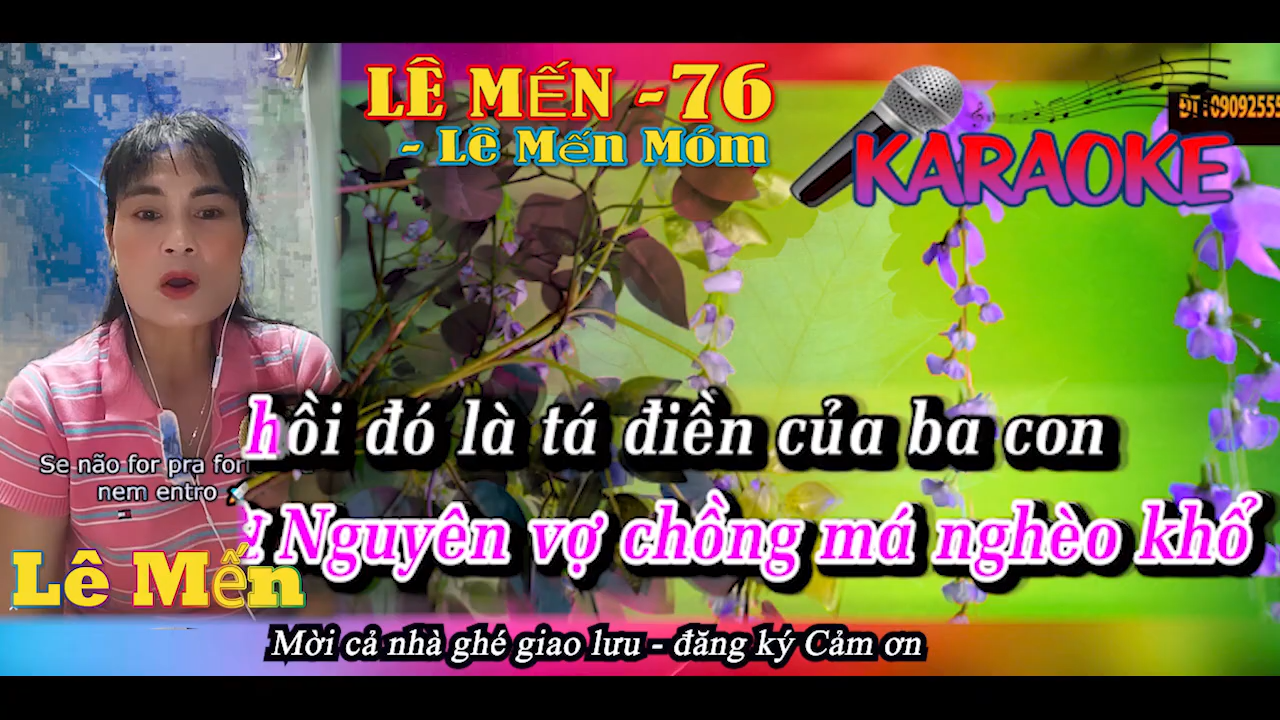 LÊ MẾN -76
- Lê Mến Móm
KARAOKE
ĐT:09092555
hồi đó là tá điền của ba con
Se não for pra
nem entro
Nguyên vợ chồng má nghèo khổ
Lê Mến
Mời cả nhà ghé giao lưu - đăng ký Cảm ơn